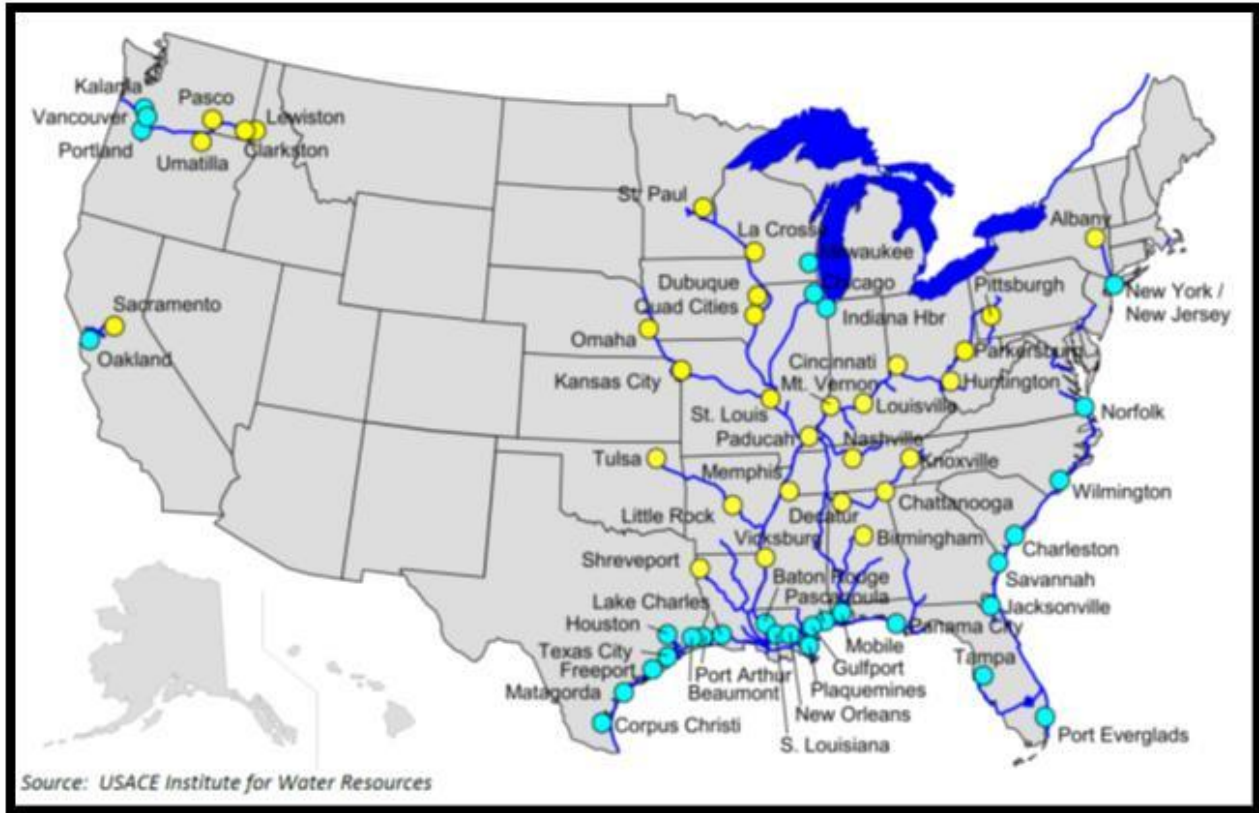 Kalama
Vancouver
Portland
Pasco
Lewiston
Umatilla
Clarkston
St. Paul
La Crosse
Milwaukee
Chicago
Dubuque
Quad Cities
Indiana Hbr
Albany
Pittsburgh
New York /
New Jersey
Sacramento
Oakland
Omaha
Kansas City
St. Louis
Cincinnati
Mt. Vernon
Parkersburg
Huntington
Louisville
Norfolk
Paducah
Nashville
Tulsa
Memphis
Knoxville
Wilmington
Little Rock
Decatur
Chattanooga
Vicksburg
Birmingham
Charleston
Shreveport
Savannah
Baton Rouge
Lake Charles
Pascagoula
Jacksonville
Houston
Panama City
Texas City
Mobile
Tampa
Freeport
Port Arthur
Gulfport
Matagorda
Beaumont
Plaquemines
New Orleans
Corpus Christi
S. Louisiana
Port Everglads
Source: USACE Institute for Water Resources